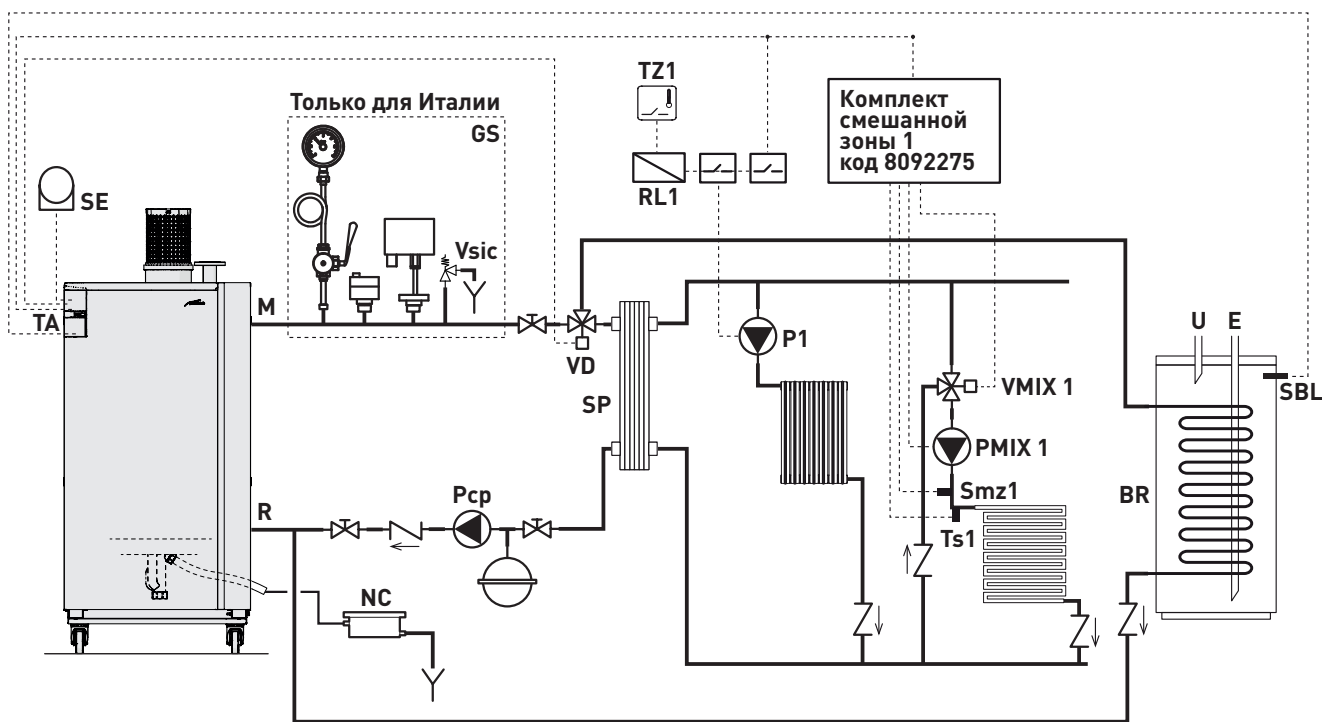 TZ1
Только для Италии
GS
Комплект
смешанной
зоны 1
код 8092275
SE
RL1
Vsic
TA
M
VD
P1
U
E
SP
VMIX 1
SBL
PMIX 1
Pcp
Smz1
BR
R
Ts1
NC